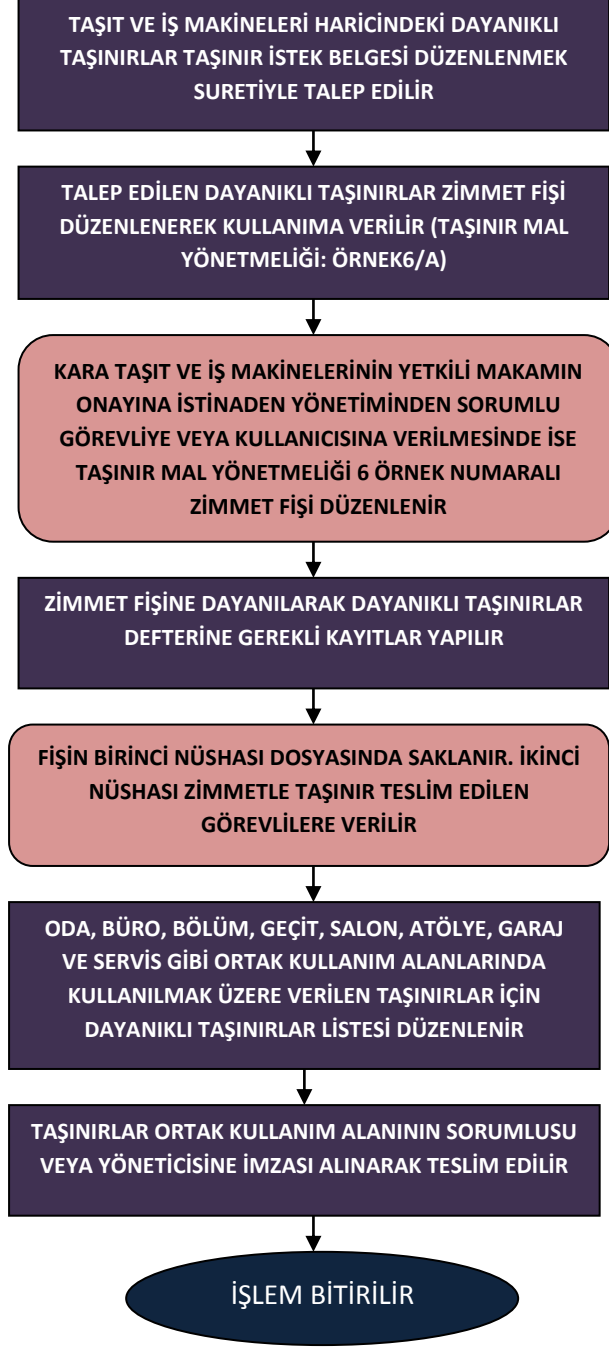 TAŞIT VE İŞ MAKİNELERİ HARİCİNDEKİ DAYANIKLI
TAŞINIRLAR TAŞINIR İSTEK BELGESİ DÜZENLENMEK
SURETİYLE TALEP EDİLİR
TALEP EDİLEN DAYANIKLI TAŞINIRLAR ZİMMET FİŞİ
DÜZENLENEREK KULLANIMA VERİLİR (TAŞINIR MAL
YÖNETMELİĞİ: ÖRNEK6/A)
KARA TAŞIT VE İŞ MAKİNELERİNİN YETKİLİ MAKAMIN
ONAYINA İSTİNADEN YÖNETİMİNDEN SORUMLU
GÖREVLİYE VEYA KULLANICISINA VERİLMESİNDE İSE
TAŞINIR MAL YÖNETMELİĞİ 6 ÖRNEK NUMARALI
ZİMMET FİŞİ DÜZENLENİR
ZİMMET FİŞİNE DAYANILARAK DAYANIKLI TAŞINIRLAR
DEFTERİNE GEREKLİ KAYITLAR YAPILIR
FİŞİN BİRİNCİ NÜSHASI DOSYASINDA SAKLANIR. İKİNCİ
NÜSHASI ZİMMETLE TAŞINIR TESLİM EDİLEN
GÖREVLİLERE VERİLİR
ODA, BÜRO, BÖLÜM, GEÇİT, SALON, ATÖLYE, GARAJ
VE SERVİS GİBİ ORTAK KULLANIM ALANLARINDA
KULLANILMAK ÜZERE VERİLEN TAŞINIRLAR İÇİN
DAYANIKLI TAŞINIRLAR LİSTESİ DÜZENLENİR
TAŞINIRLAR ORTAK KULLANIM ALANININ SORUMLUSU
VEYA YÖNETİCİSİNE İMZASI ALINARAK TESLİM EDİLİR
İŞLEM BİTİRİLİR